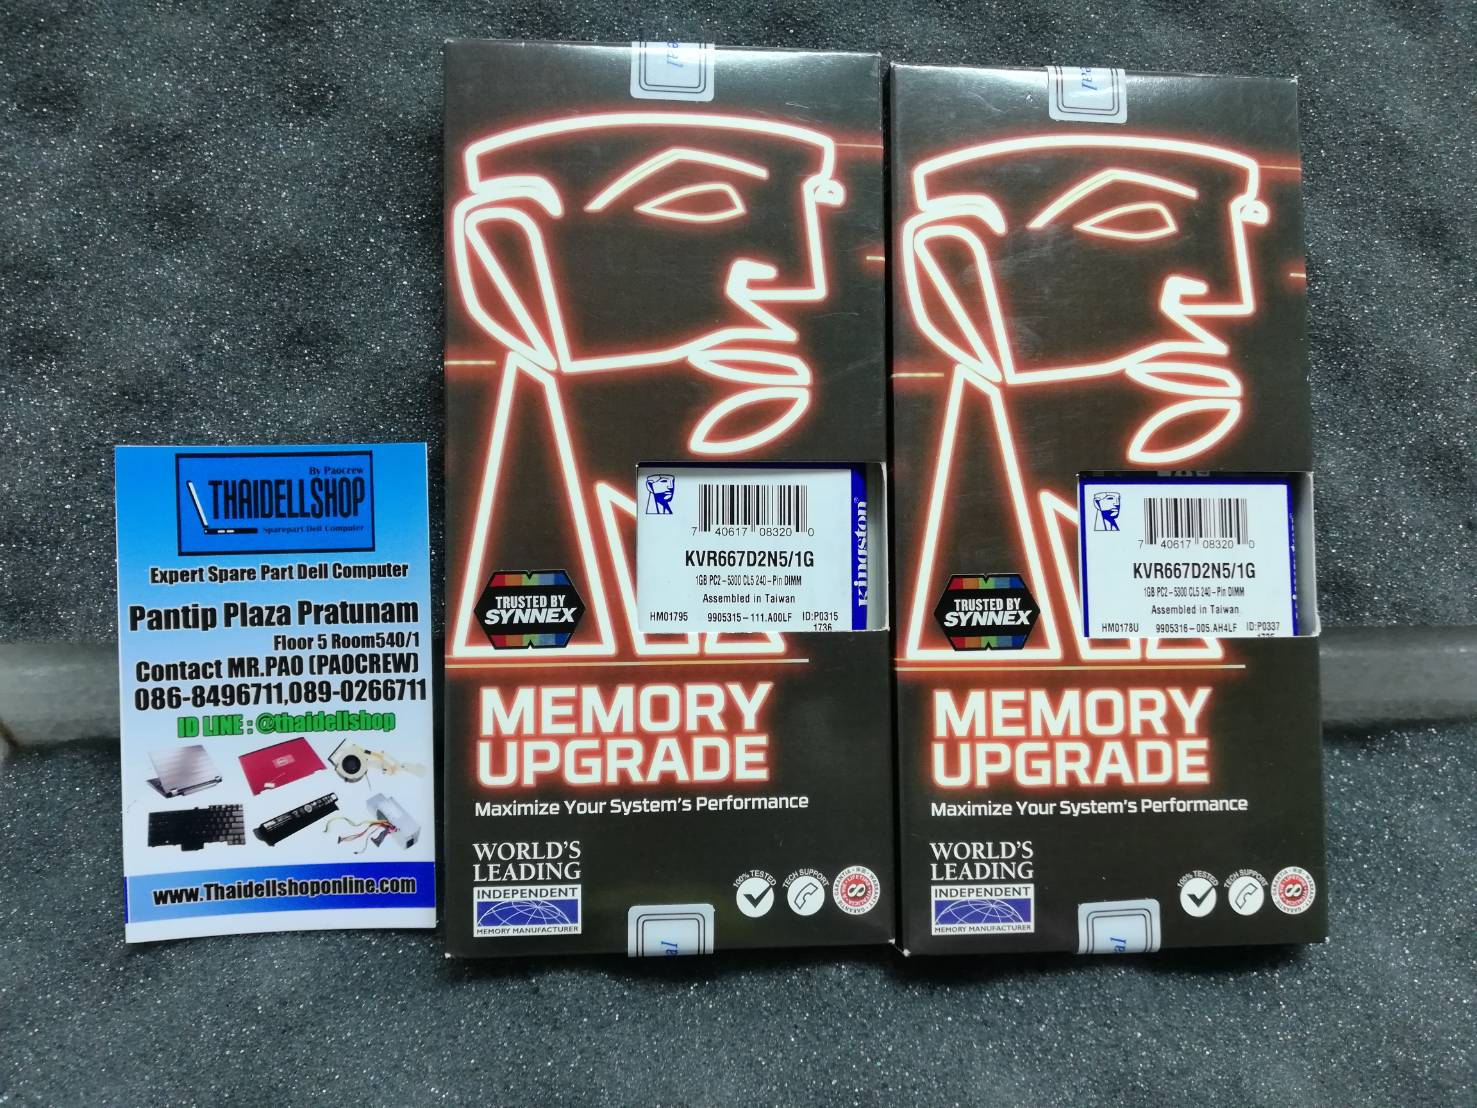 By Paocrew
THAIDELLSHOP
Sparepart Dell Computer
Expert Spare Part Dell Computer
Pantip Plaza Pratunam
Floor 5 Room540/1
Contact MR.PAO (PAOCREW)
086-8496711,089-0266711
ID LINE : @thaidellshop
www.Thaidellshoponline.com
7 40617 08320 0
KVR667D2N5/1G
1GB PC2-5300 CL5 240-Pin DIMM
Assembled in Taiwan
HM01795 9905315-111.A00LF ID:P0315
1736
Kingston
TRUSTED BY
SYNNEX
MEMORY
UPGRADE
Maximize Your System's Performance
WORLD'S
LEADING
INDEPENDENT
MEMORY MANUFACTURER
100% TESTED
TECH SUPPORT
7 40617 08320 0
KVR667D2N5/1G
1GB PC2-5300 CL5 240-Pin DIMM
Assembled in Taiwan
HM0178U 9905316-005.AH4LF ID:P0337
TRUSTED BY
SYNNEX
MEMORY
UPGRADE
Maximize Your System's Performance
WORLD'S
LEADING
INDEPENDENT
MEMORY MANUFACTURER
100% TESTED
TECH SUPPORT